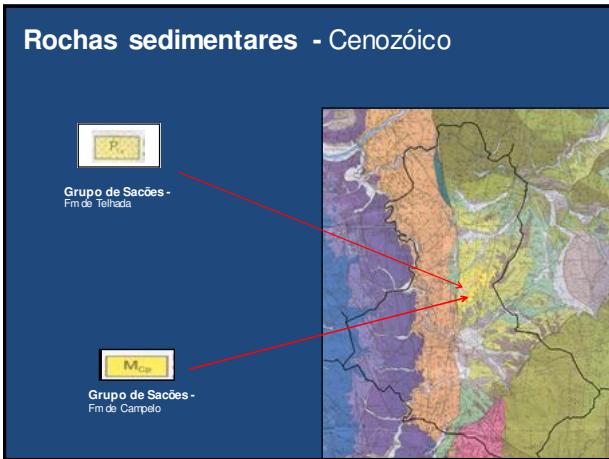 Rochas sedimentares - Cenozóico
Grupo de Sacões -
Fm de Telhada
M
Grupo de Sacões -
Fm de Campelo